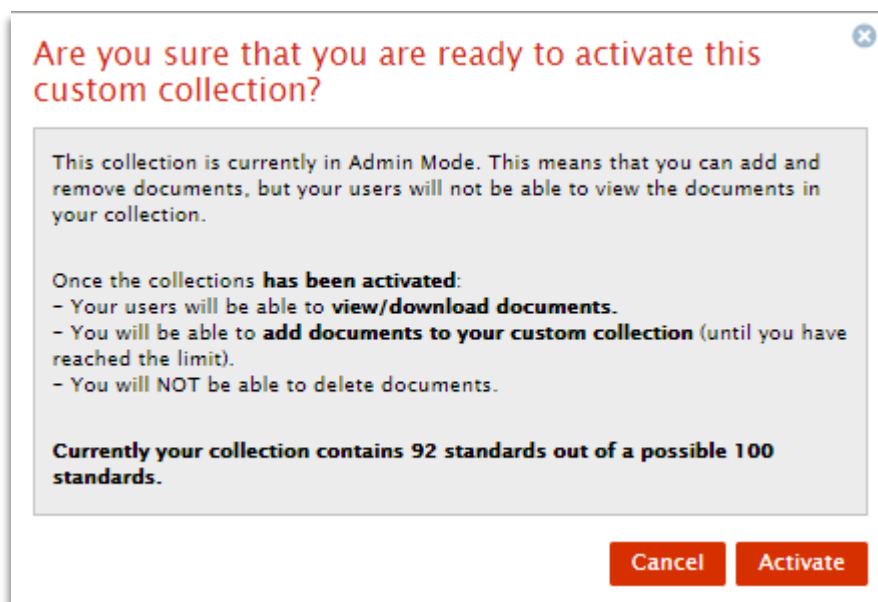 Are you sure that you are ready to activate this
custom collection?
This collection is currently in Admin Mode. This means that you can add and
remove documents, but your users will not be able to view the documents in
your collection.
Once the collections has been activated:
– Your users will be able to view/download documents.
– You will be able to add documents to your custom collection (until you have
reached the limit).
– You will NOT be able to delete documents.
Currently your collection contains 92 standards out of a possible 100
standards.
Cancel Activate